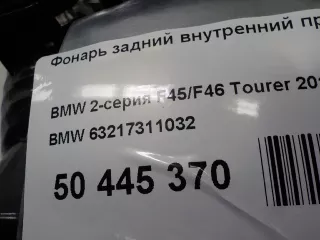 Фонарь задний внутренний пр
BMW 2-серия F45/F46 Tourer 20
BMW 63217311032
50 445 370